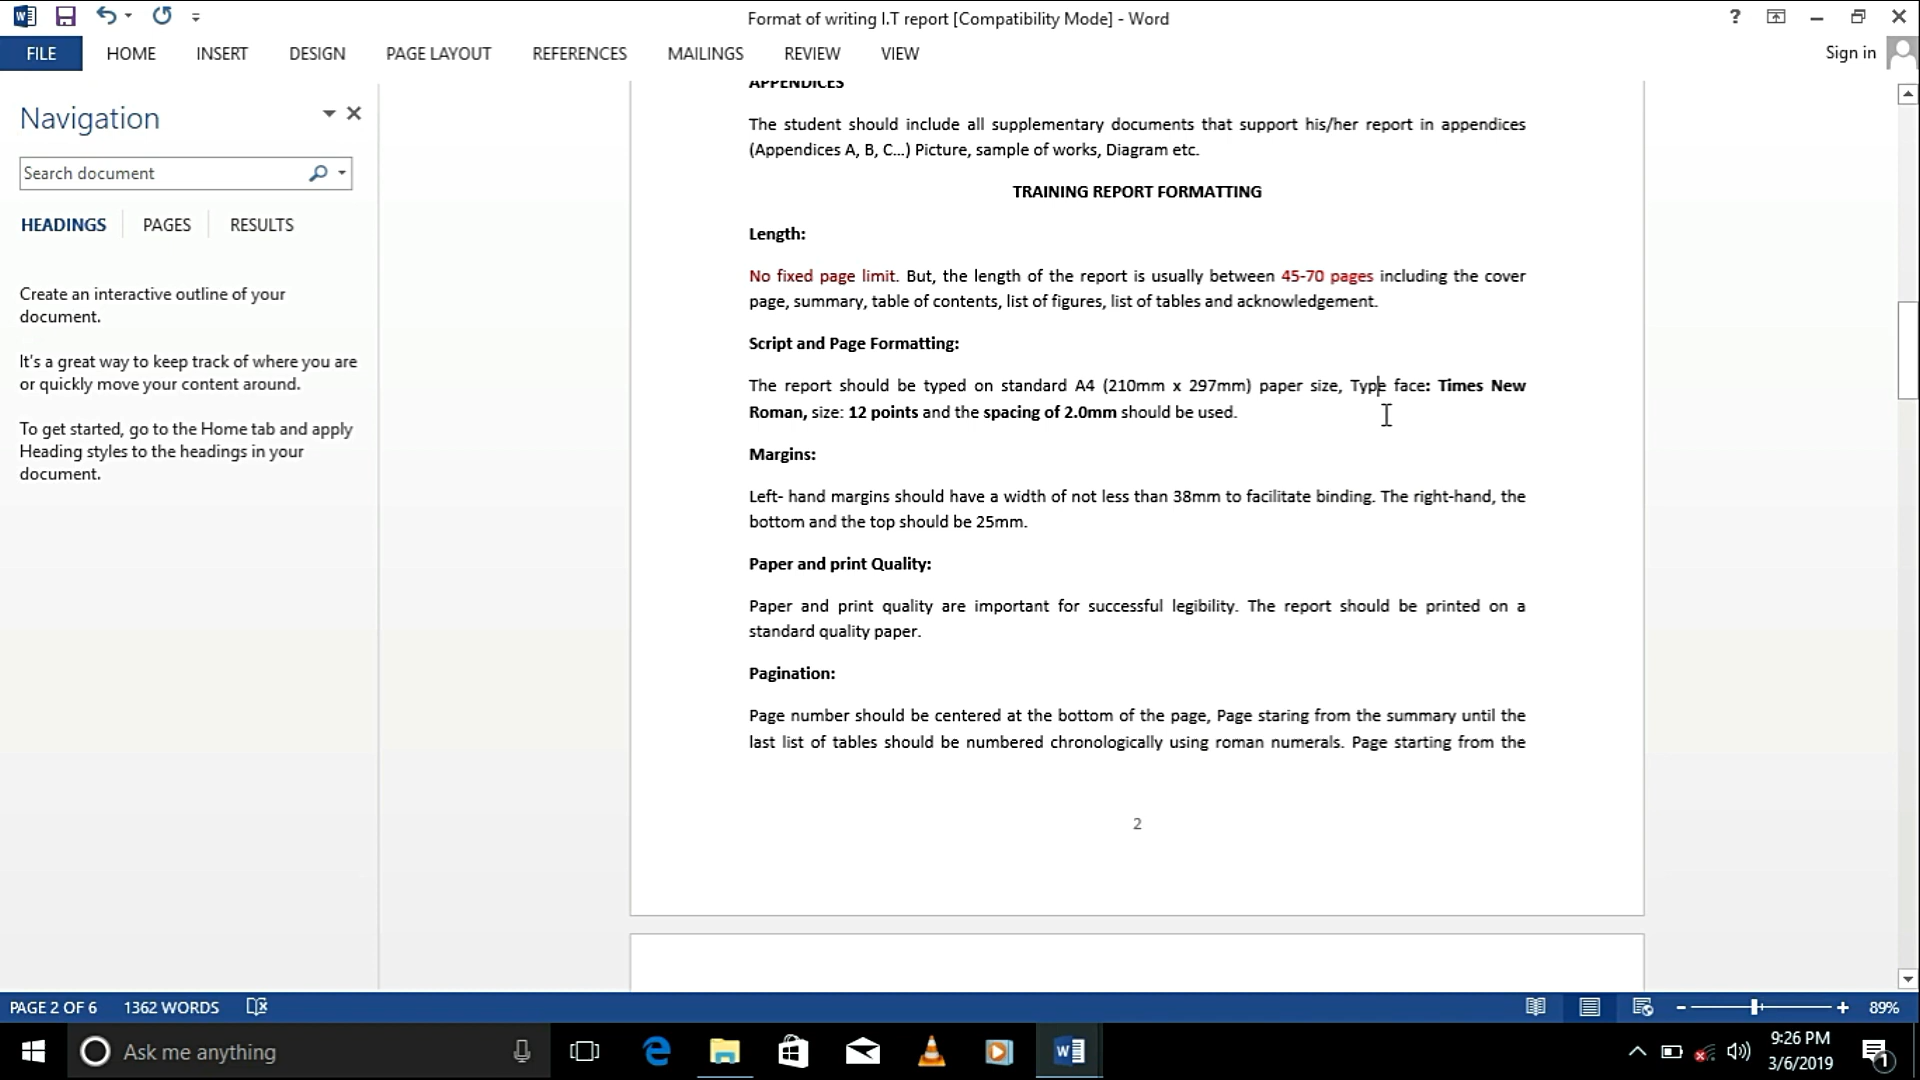 Format of writing I.T report [Compatibility Mode] - Word
FILE HOME INSERT DESIGN PAGE LAYOUT REFERENCES MAILINGS REVIEW VIEW Sign in
Navigation
Search document
HEADINGS PAGES RESULTS
Create an interactive outline of your
document.
It's a great way to keep track of where you are
or quickly move your content around.
To get started, go to the Home tab and apply
Heading styles to the headings in your
document.
APPENDICES
The student should include all supplementary documents that support his/her report in appendices
(Appendices A, B, C...) Picture, sample of works, Diagram etc.
TRAINING REPORT FORMATTING
Length:
No fixed page limit. But, the length of the report is usually between 45-70 pages including the cover
page, summary, table of contents, list of figures, list of tables and acknowledgement.
Script and Page Formatting:
The report should be typed on standard A4 (210mm x 297mm) paper size, Type face: Times New
Roman, size: 12 points and the spacing of 2.0mm should be used.
Margins:
Left- hand margins should have a width of not less than 38mm to facilitate binding. The right-hand, the
bottom and the top should be 25mm.
Paper and print Quality:
Paper and print quality are important for successful legibility. The report should be printed on a
standard quality paper.
Pagination:
Page number should be centered at the bottom of the page, Page staring from the summary until the
last list of tables should be numbered chronologically using roman numerals. Page starting from the
2
PAGE 2 OF 6 1362 WORDS 89%
Ask me anything
9:26 PM
3/6/2019
1